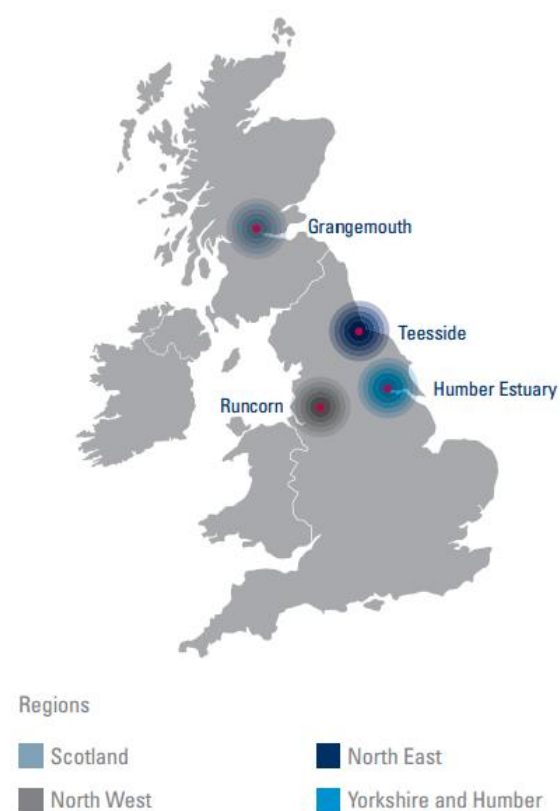 Grangemouth
Teesside
Humber Estuary
Runcorn
Regions
Scotland
North East
North West
Yorkshire and Humber